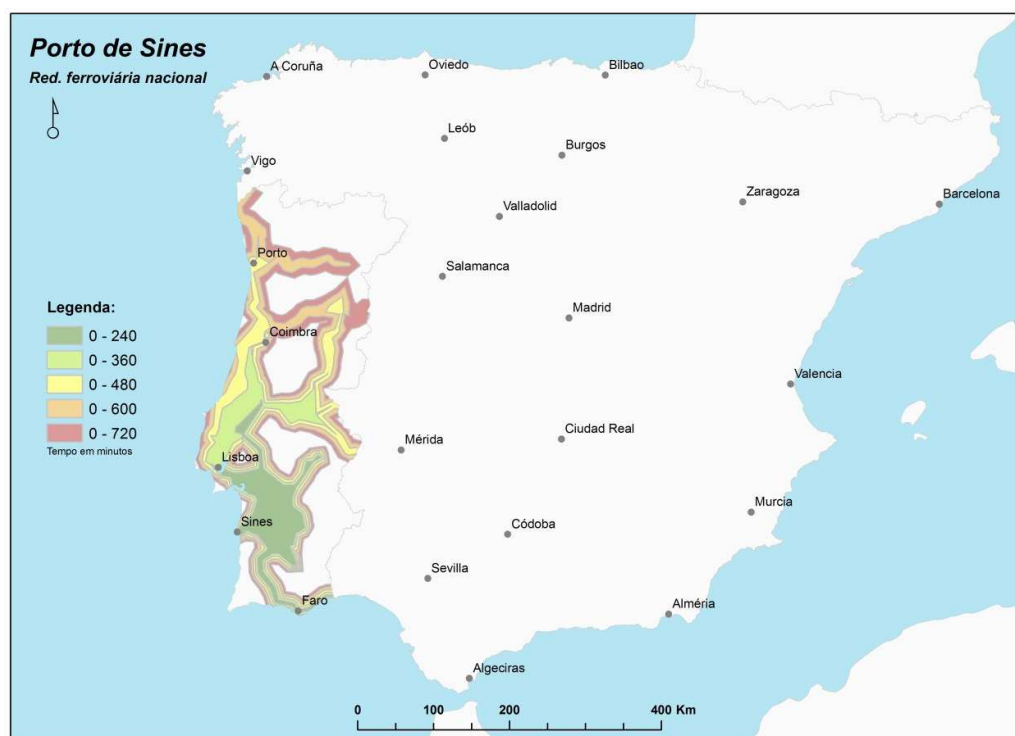 Porto de Sines
Red. ferroviária nacional
A Coruña
Oviedo
Bilbao
Leób
Burgos
Vigo
Zaragoza
Barcelona
Valladolid
Porto
Salamanca
Legenda:
0 - 240
0 - 360
0 - 480
0 - 600
0 - 720
Tempo em minutos
Madrid
Coimbra
Valencia
Ciudad Real
Mérida
Lisboa
Murcia
Sines
Códoba
Sevilla
Faro
Alméria
Algeciras
0 100 200 400 Km